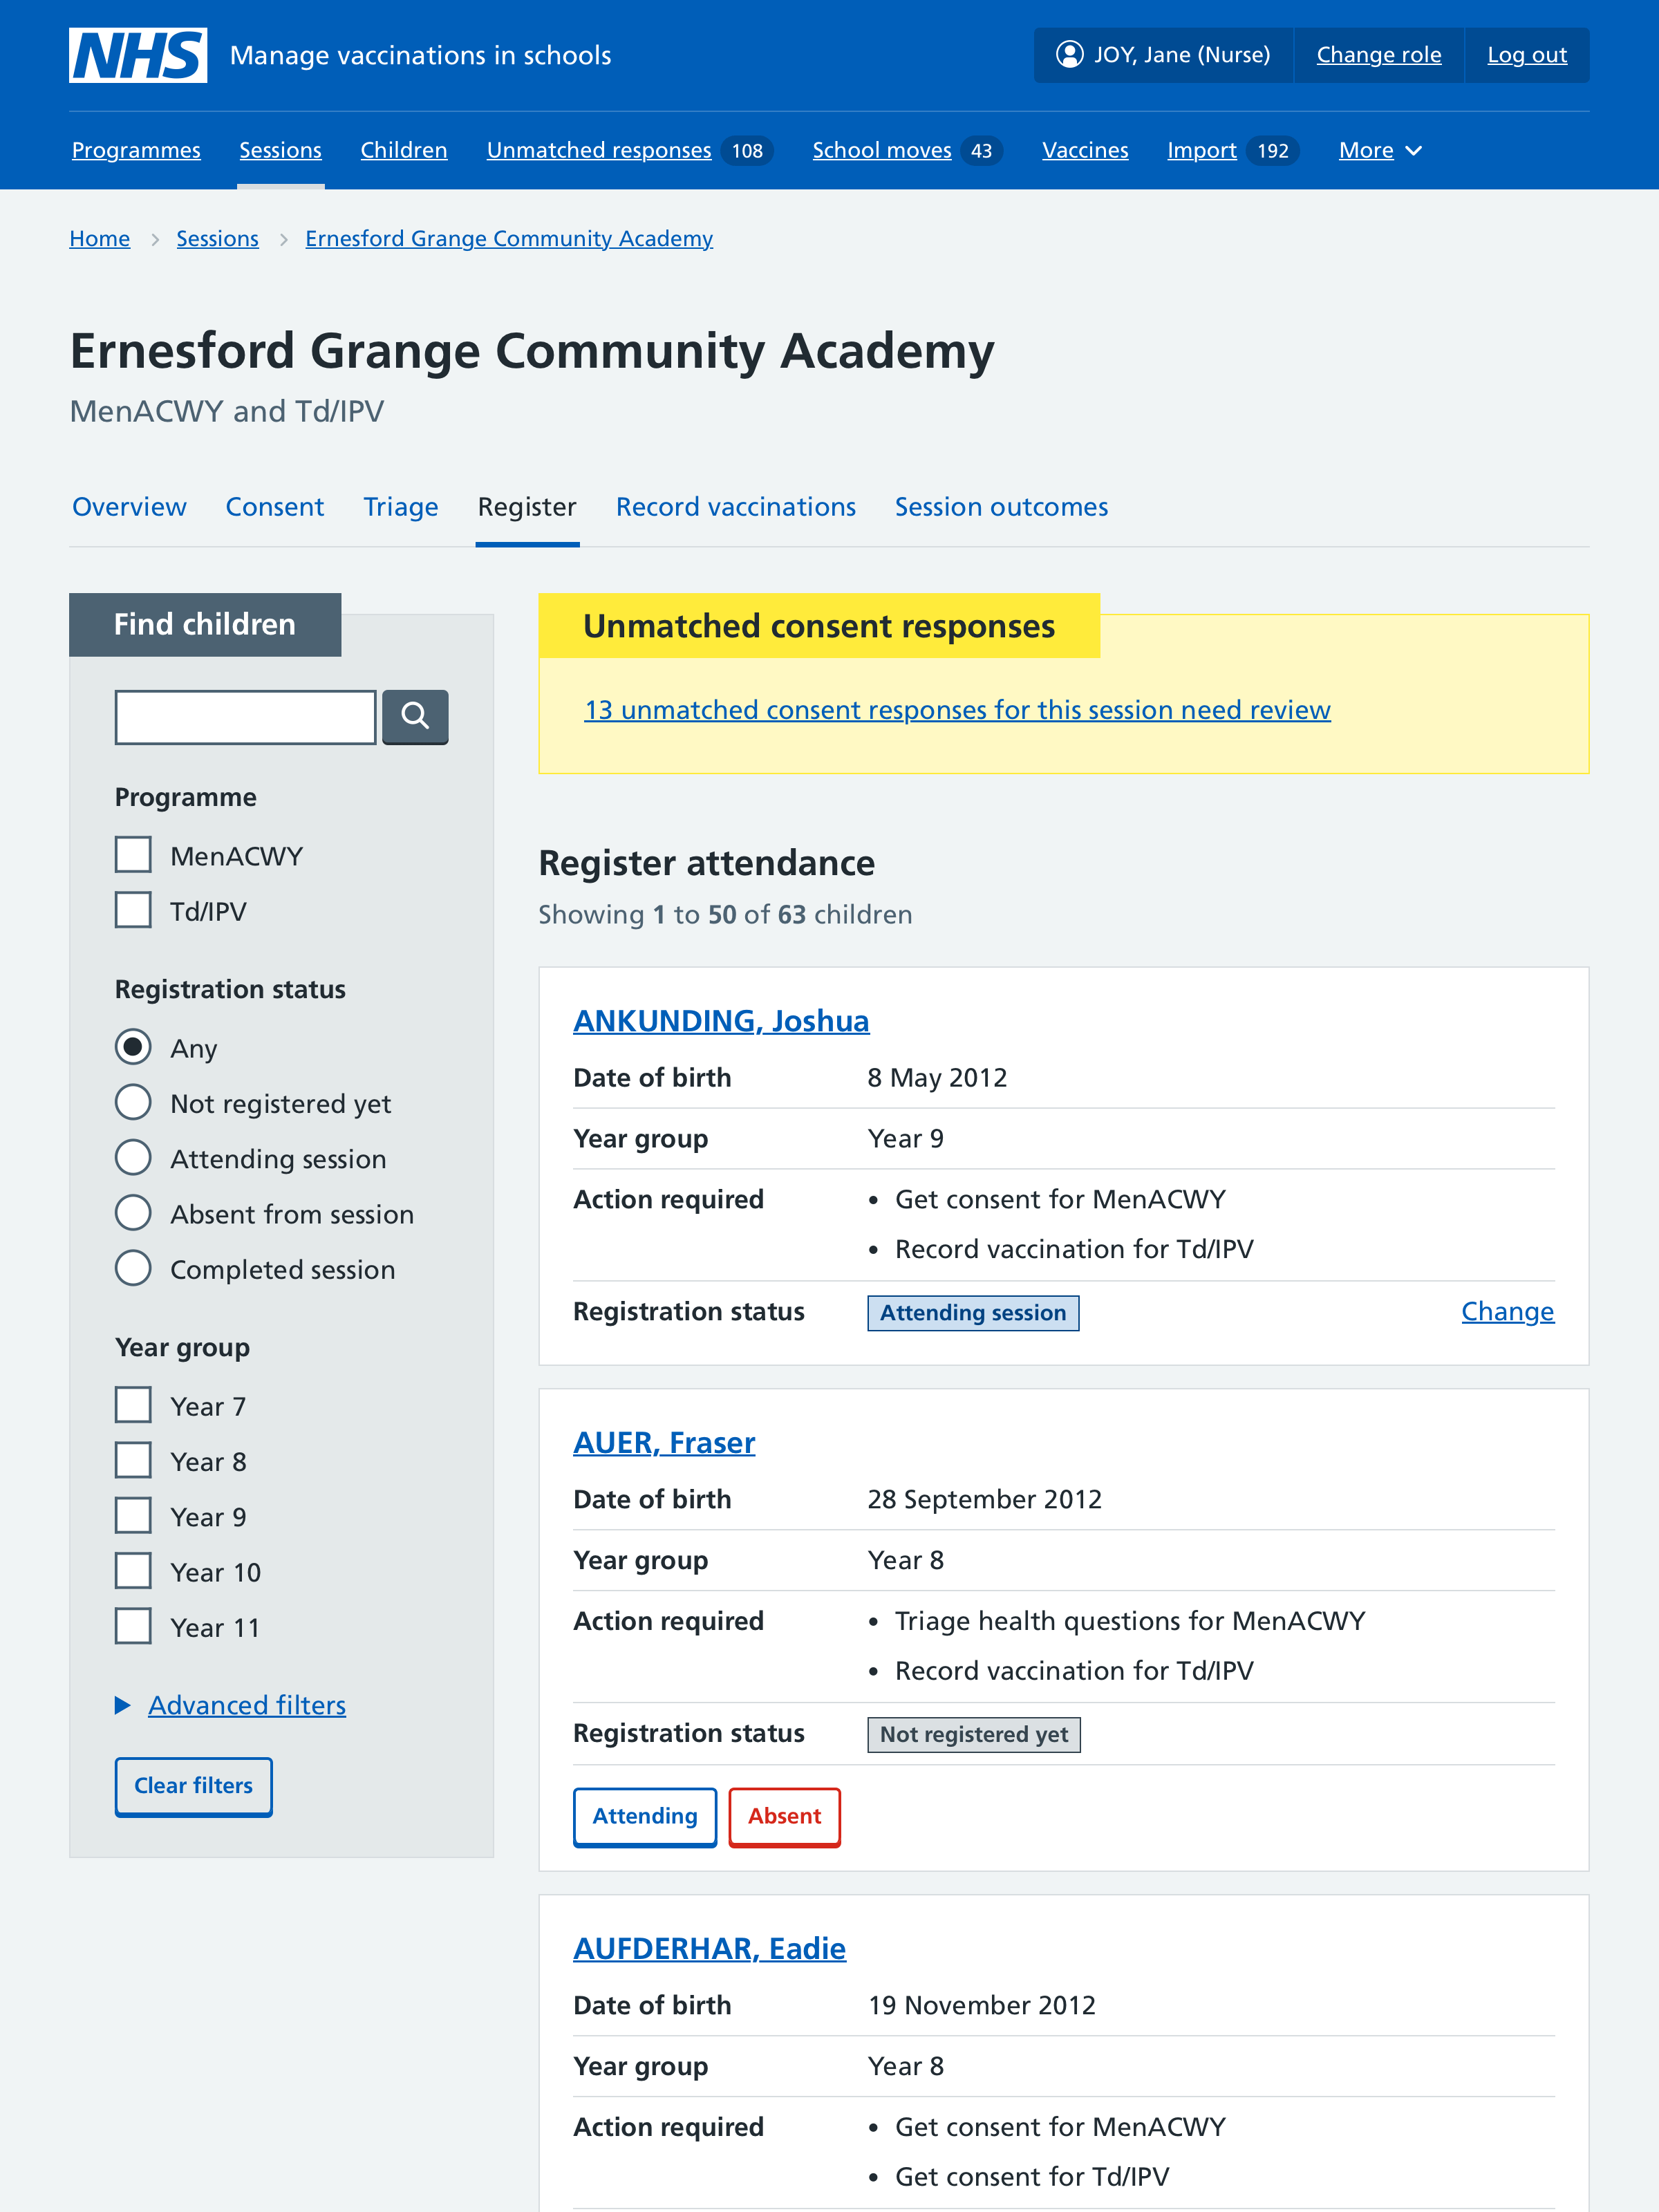 NHS Manage vaccinations in schools JOY, Jane (Nurse) Change role Log out
Programmes Sessions Children Unmatched responses 108 School moves 43 Vaccines Import 192 More
Home Sessions Ernesford Grange Community Academy
Ernesford Grange Community Academy
MenACWY and Td/IPV
Overview Consent Triage Register Record vaccinations Session outcomes
Find children
Programme
MenACWY
Td/IPV
Registration status
Any
Not registered yet
Attending session
Absent from session
Completed session
Year group
Year 7
Year 8
Year 9
Year 10
Year 11
Advanced filters
Clear filters
Unmatched consent responses
13 unmatched consent responses for this session need review
Register attendance
Showing 1 to 50 of 63 children
ANKUNDING, Joshua
Date of birth 8 May 2012
Year group Year 9
Action required • Get consent for MenACWY
• Record vaccination for Td/IPV
Registration status Attending session Change
AUER, Fraser
Date of birth 28 September 2012
Year group Year 8
Action required • Triage health questions for MenACWY
• Record vaccination for Td/IPV
Registration status Not registered yet
Attending Absent
AUFDERHAR, Eadie
Date of birth 19 November 2012
Year group Year 8
Action required • Get consent for MenACWY
• Get consent for Td/IPV